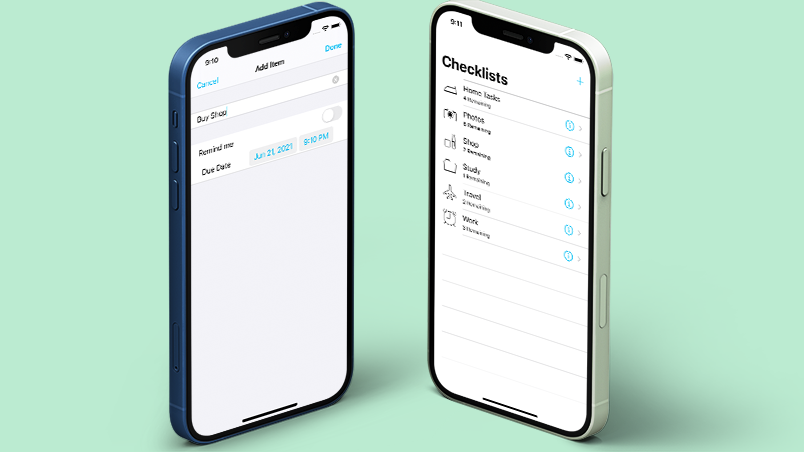 9:10
Cancel
Add Item
Done
Buy Shoo
Remind me
Due Date
Jun 21, 2021
9:10 PM
9:11
Checklists
+
Home Tasks
4 Remaining
Photos
6 Remaining
Shop
7 Remaining
Study
1 Remaining
Travel
2 Remaining
Work
3 Remaining